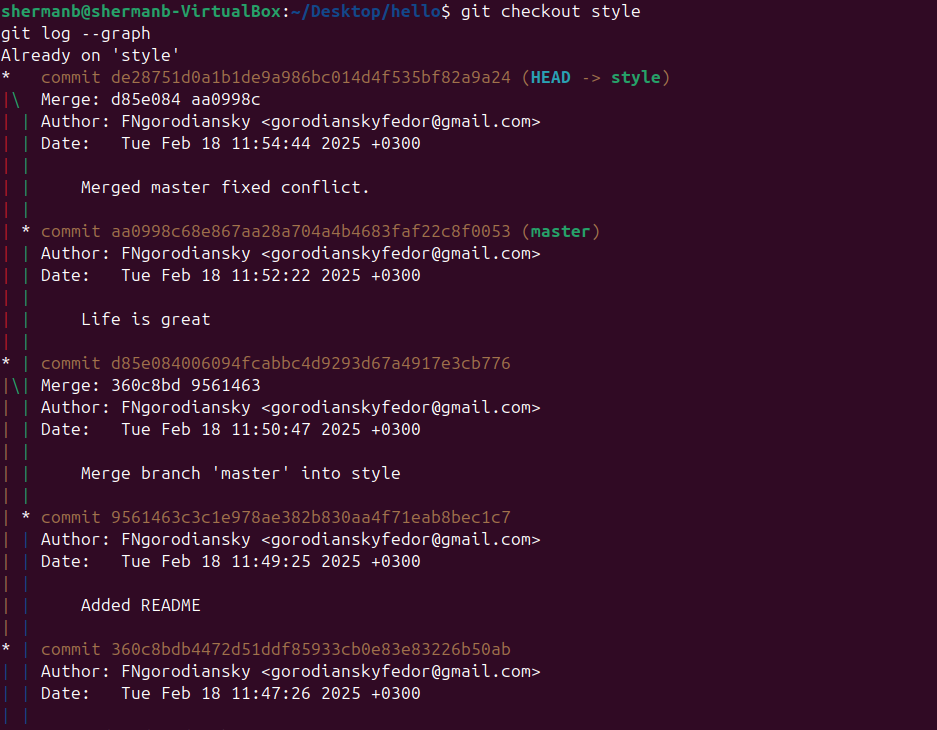 shermanb@shermanb-VirtualBox:~/Desktop/hello$ git checkout style
git log --graph
Already on 'style'
*   commit de28751d0a1b1de9a986bc014d4f535bf82a9a24 (HEAD -> style)
|\  Merge: d85e084 aa0998c
| | Author: FNgorodiansky <gorodianskyfedor@gmail.com>
| | Date:   Tue Feb 18 11:54:44 2025 +0300
| |
| |     Merged master fixed conflict.
| |
| * commit aa0998c68e867aa28a704a4b4683faf22c8f0053 (master)
| | Author: FNgorodiansky <gorodianskyfedor@gmail.com>
| | Date:   Tue Feb 18 11:52:22 2025 +0300
| |
| |     Life is great
| |
* | commit d85e084006094fcabbc4d9293d67a4917e3cb776
|\| Merge: 360c8bd 9561463
| | Author: FNgorodiansky <gorodianskyfedor@gmail.com>
| | Date:   Tue Feb 18 11:50:47 2025 +0300
| |
| |     Merge branch 'master' into style
| |
| * commit 9561463c3c1e978ae382b830aa4f71eab8bec1c7
| | Author: FNgorodiansky <gorodianskyfedor@gmail.com>
| | Date:   Tue Feb 18 11:49:25 2025 +0300
| |
| |     Added README
| |
* | commit 360c8bdb4472d51ddf85933cb0e83e83226b50ab
| | Author: FNgorodiansky <gorodianskyfedor@gmail.com>
| | Date:   Tue Feb 18 11:47:26 2025 +0300
| |